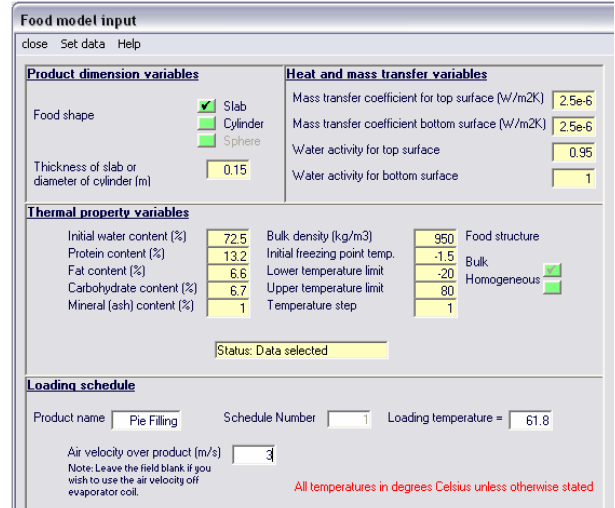 Food model input
close Set data Help
Product dimension variables
Food shape
Slab
Cylinder
Sphere
Thickness of slab or
diameter of cylinder (m)
0.15
Heat and mass transfer variables
Mass transfer coefficient for top surface (W/m2K) 2.5e-6
Mass transfer coefficient bottom surface (W/m2K) 2.5e-6
Water activity for top surface 0.95
Water activity for bottom surface 1
Thermal property variables
Initial water content (%) 72.5 Bulk density (kg/m3) 950 Food structure
Protein content (%) 13.2 Initial freezing point temp. -1.5 Bulk
Fat content (%) 6.6 Lower temperature limit -20 Homogeneous
Carbohydrate content (%) 6.7 Upper temperature limit 80
Mineral (ash) content (%) 1 Temperature step 1
Status: Data selected
Loading schedule
Product name Pie Filling Schedule Number 1 Loading temperature = 61.8
Air velocity over product (m/s) 3
Note: Leave the field blank if you
wish to use the air velocity off
evaporator coil.
All temperatures in degrees Celsius unless otherwise stated